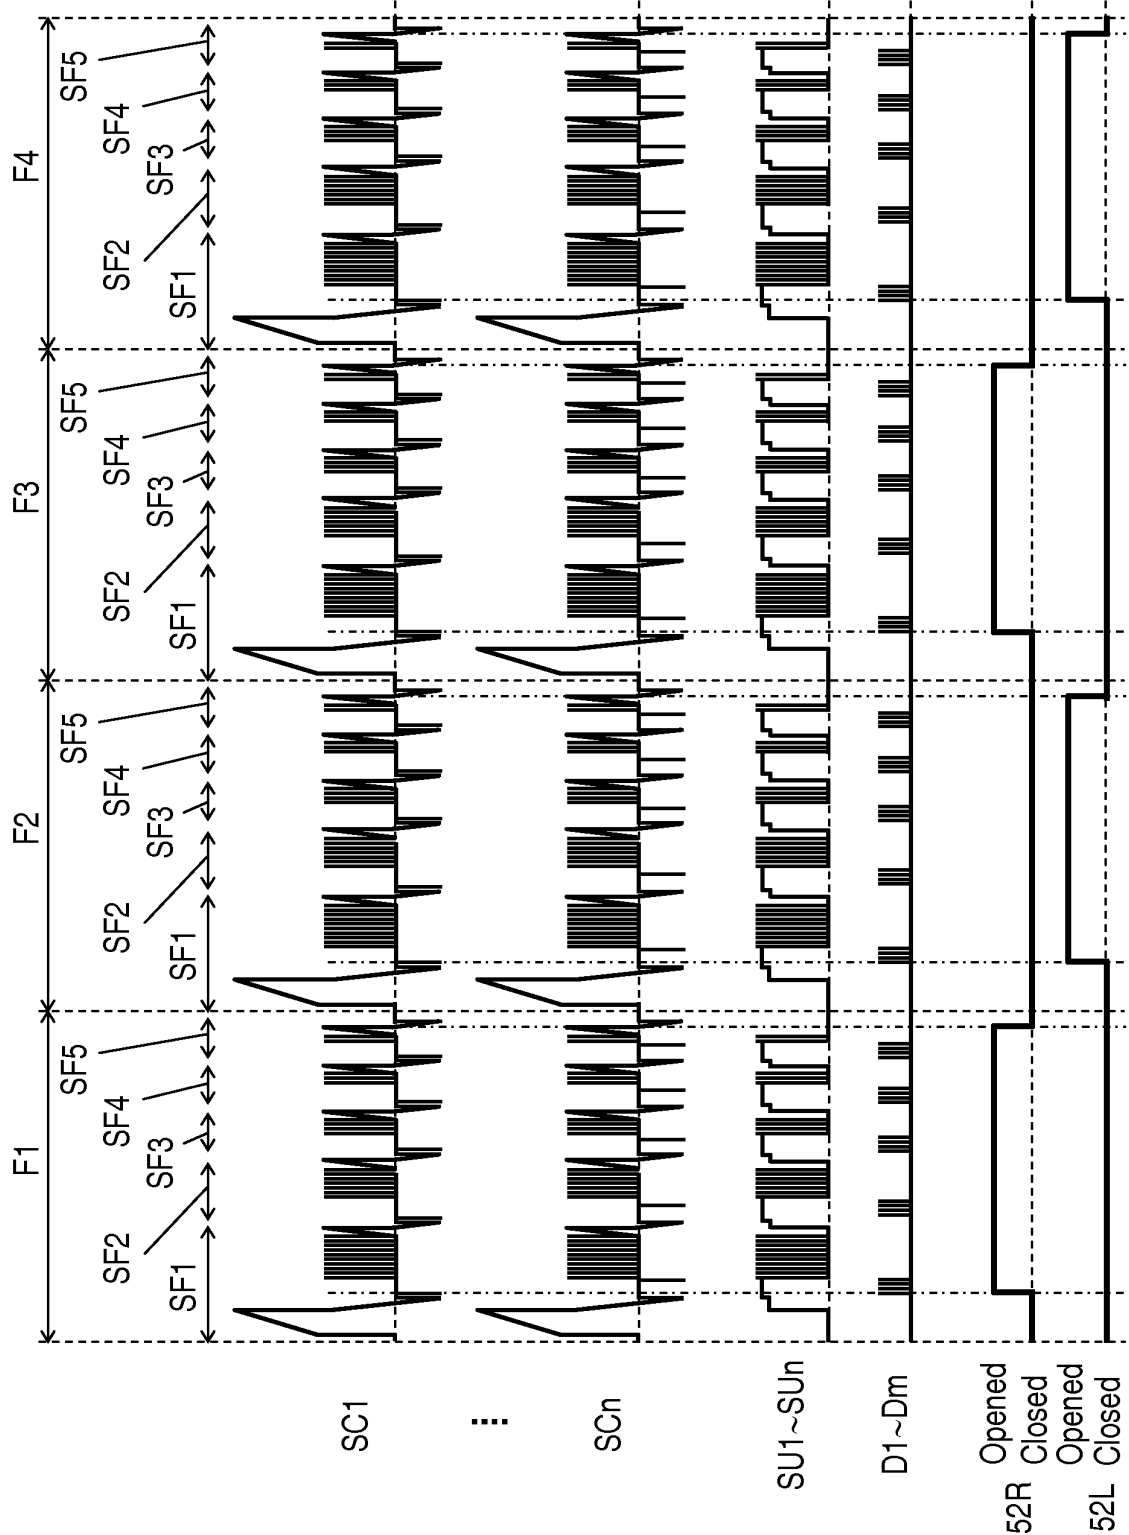 F1 F2 F3 F4
SF5 SF5 SF5 SF5
SF4 SF4 SF4 SF4
SF3 SF3 SF3 SF3
SF2 SF2 SF2 SF2
SF1 SF1 SF1 SF1
SC1
SCn
SU1~SUn
D1~Dm
52R Opened
Closed
52L Opened
Closed